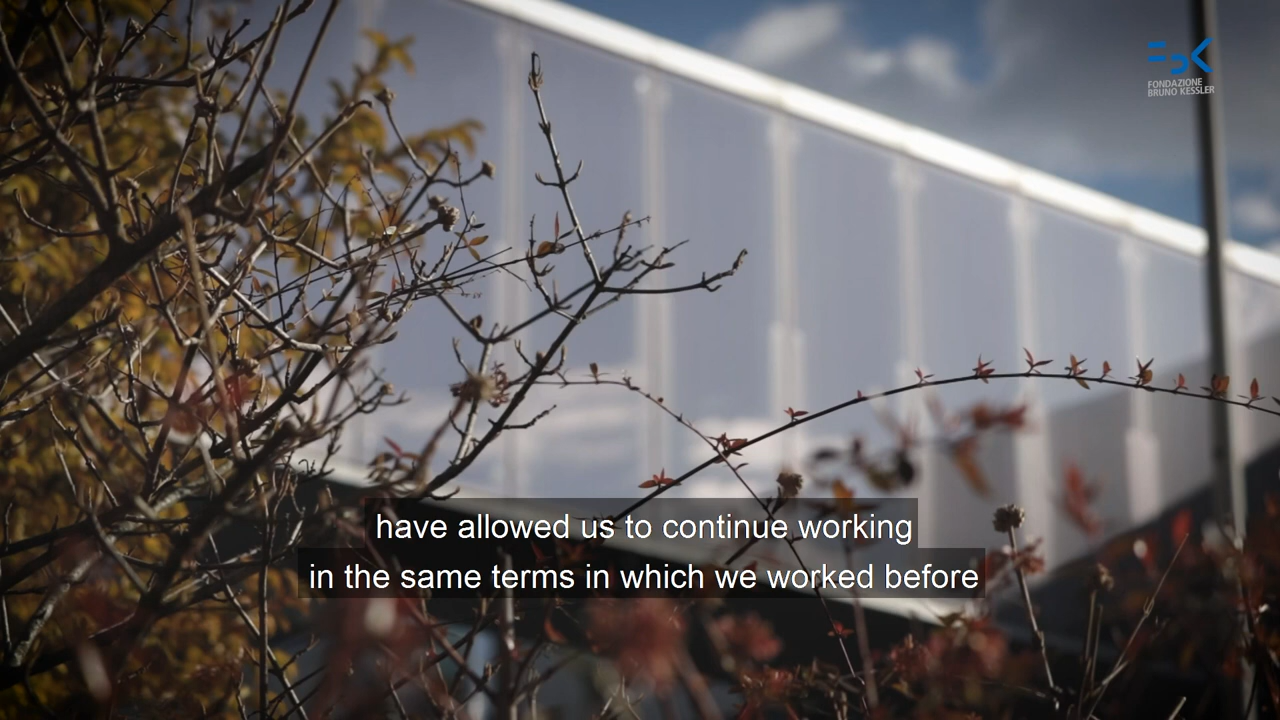 FONDAZIONE
BRUNO KESSLER
have allowed us to continue working
in the same terms in which we worked before